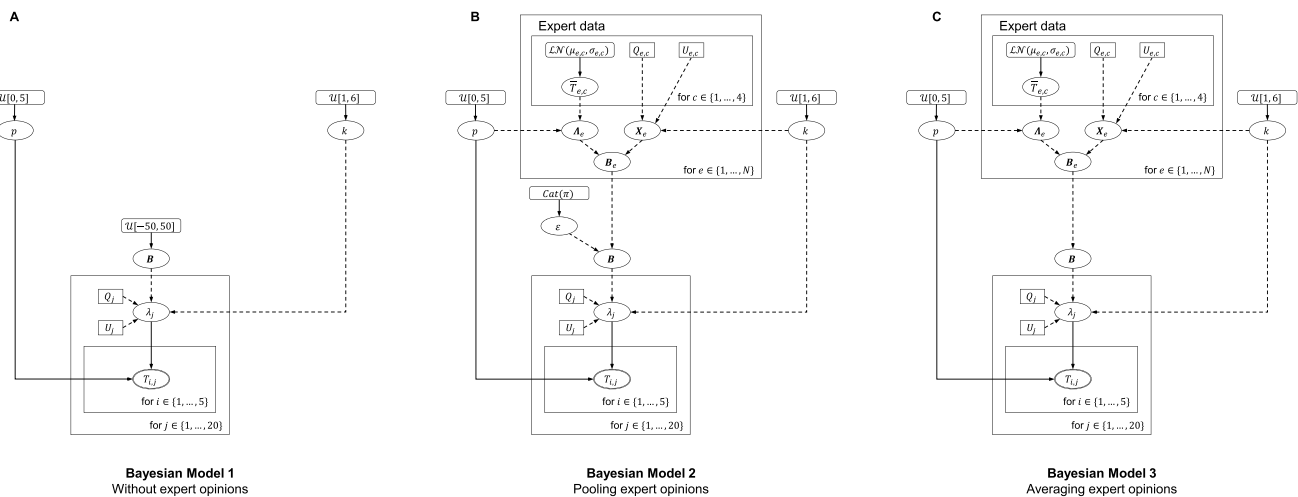 A
𝒰[0, 5]
p
𝒰[1, 6]
k
𝒰[−50, 50]
B
Q_j
λ_j
U_j
T_{i,j}
for i ∈ {1, … , 5}
for j ∈ {1, … , 20}
Bayesian Model 1
Without expert opinions
B
Expert data
ℒ𝒩(μ_{e,c}, σ_{e,c})
Q_{e,c}
U_{e,c}
T̿_{e,c}
for c ∈ {1, … , 4}
𝒰[0, 5]
𝒰[1, 6]
p
Λ_e
X_e
k
B_e
for e ∈ {1, … , N}
Cat(π)
ε
B
Q_j
λ_j
U_j
T_{i,j}
for i ∈ {1, … , 5}
for j ∈ {1, … , 20}
Bayesian Model 2
Pooling expert opinions
C
Expert data
ℒ𝒩(μ_{e,c}, σ_{e,c})
Q_{e,c}
U_{e,c}
T̿_{e,c}
for c ∈ {1, … , 4}
𝒰[0, 5]
𝒰[1, 6]
p
Λ_e
X_e
k
B_e
for e ∈ {1, … , N}
B
Q_j
λ_j
U_j
T_{i,j}
for i ∈ {1, … , 5}
for j ∈ {1, … , 20}
Bayesian Model 3
Averaging expert opinions